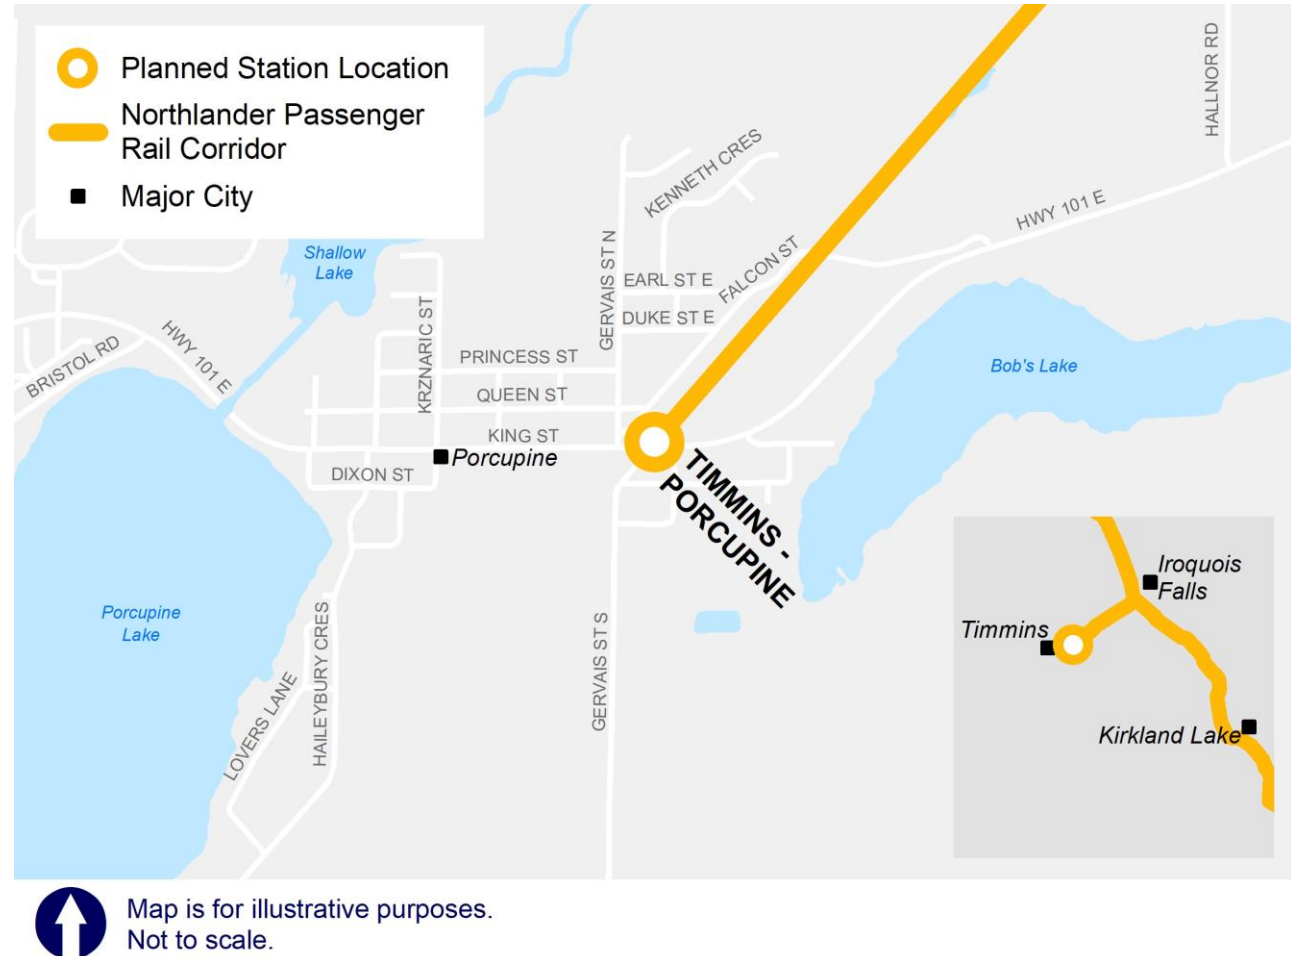 Planned Station Location
Northlander Passenger
Rail Corridor
Major City
HALLNOR RD
KENNETH CRES
HWY 101 E
Shallow
Lake
GERVAIS ST N
EARL ST E
FALCON ST
DUKE ST E
KRZNARIC ST
HWY 101 E
BRISTOL RD
PRINCESS ST
QUEEN ST
KING ST
Bob's Lake
Porcupine
DIXON ST
TIMMINS -
PORCUPINE
Porcupine
Lake
HAILEYBURY CRES
LOVERS LANE
GERVAIS ST S
Iroquois
Falls
Timmins
Kirkland Lake
Map is for illustrative purposes.
Not to scale.